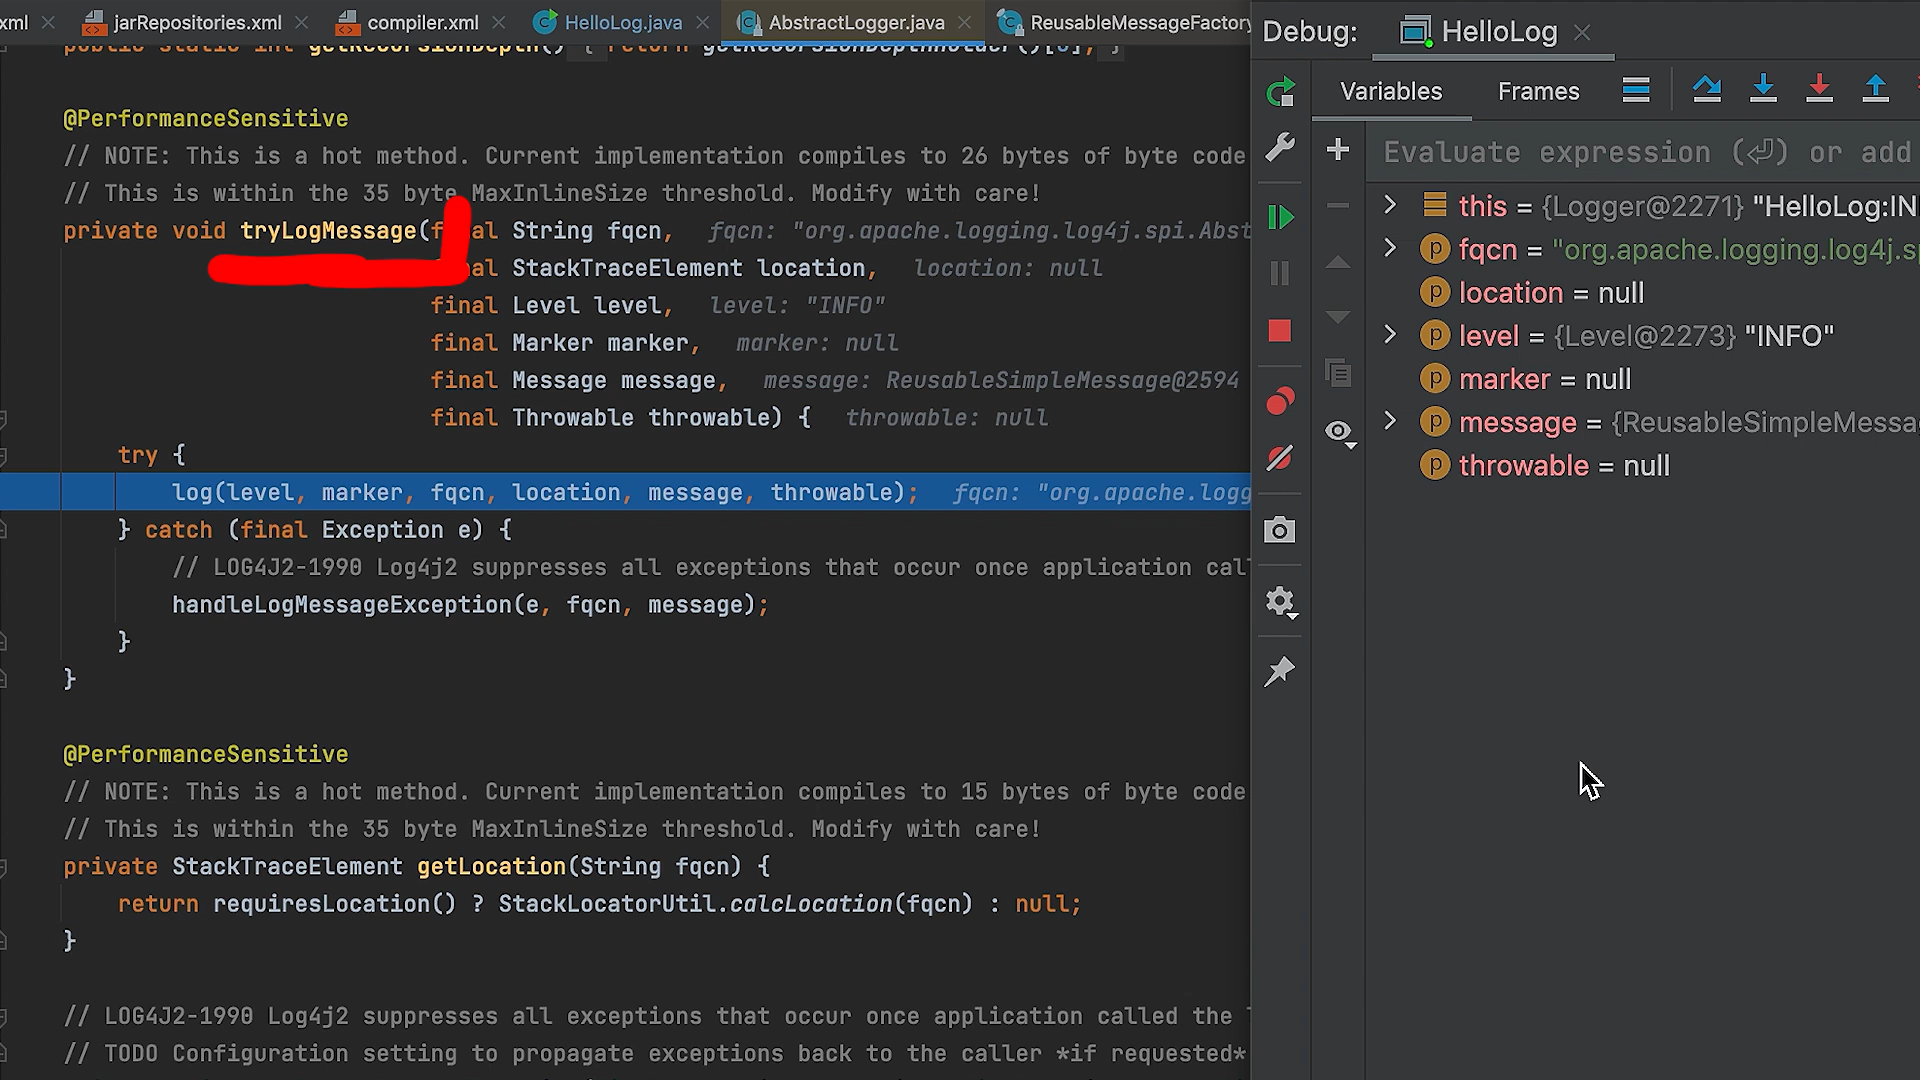 xml jarRepositories.xml compiler.xml HelloLog.java AbstractLogger.java ReusableMessageFactory
public static int getRecursionDepth() { return getRecursionDepthHolder()[0]; }
@PerformanceSensitive
// NOTE: This is a hot method. Current implementation compiles to 26 bytes of byte code
// This is within the 35 byte MaxInlineSize threshold. Modify with care!
private void tryLogMessage(final String fqcn, fqcn: "org.apache.logging.log4j.spi.Abst
StackTraceElement location, location: null
final Level level, level: "INFO"
final Marker marker, marker: null
final Message message, message: ReusableSimpleMessage@2594
final Throwable throwable) { throwable: null
try {
log(level, marker, fqcn, location, message, throwable); fqcn: "org.apache.logg
} catch (final Exception e) {
// LOG4J2-1990 Log4j2 suppresses all exceptions that occur once application cal
handleLogMessageException(e, fqcn, message);
}
}
@PerformanceSensitive
// NOTE: This is a hot method. Current implementation compiles to 15 bytes of byte code
// This is within the 35 byte MaxInlineSize threshold. Modify with care!
private StackTraceElement getLocation(String fqcn) {
return requiresLocation() ? StackLocatorUtil.calcLocation(fqcn) : null;
}
// LOG4J2-1990 Log4j2 suppresses all exceptions that occur once application called the
// TODO Configuration setting to propagate exceptions back to the caller *if requested*
Debug: HelloLog
Variables Frames
Evaluate expression (⏎) or add
this = {Logger@2271} "HelloLog:IN
fqcn = "org.apache.logging.log4j.sp
location = null
level = {Level@2273} "INFO"
marker = null
message = {ReusableSimpleMessa
throwable = null